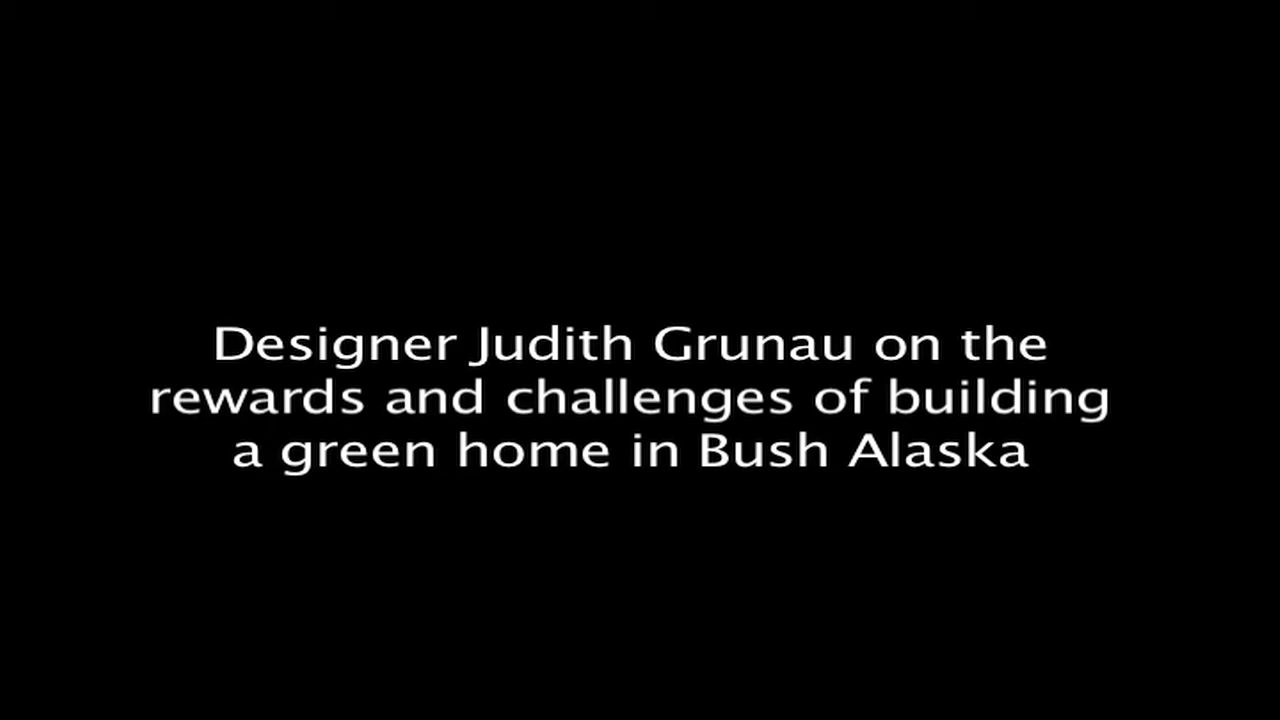 Designer Judith Grunau on the
rewards and challenges of building
a green home in Bush Alaska